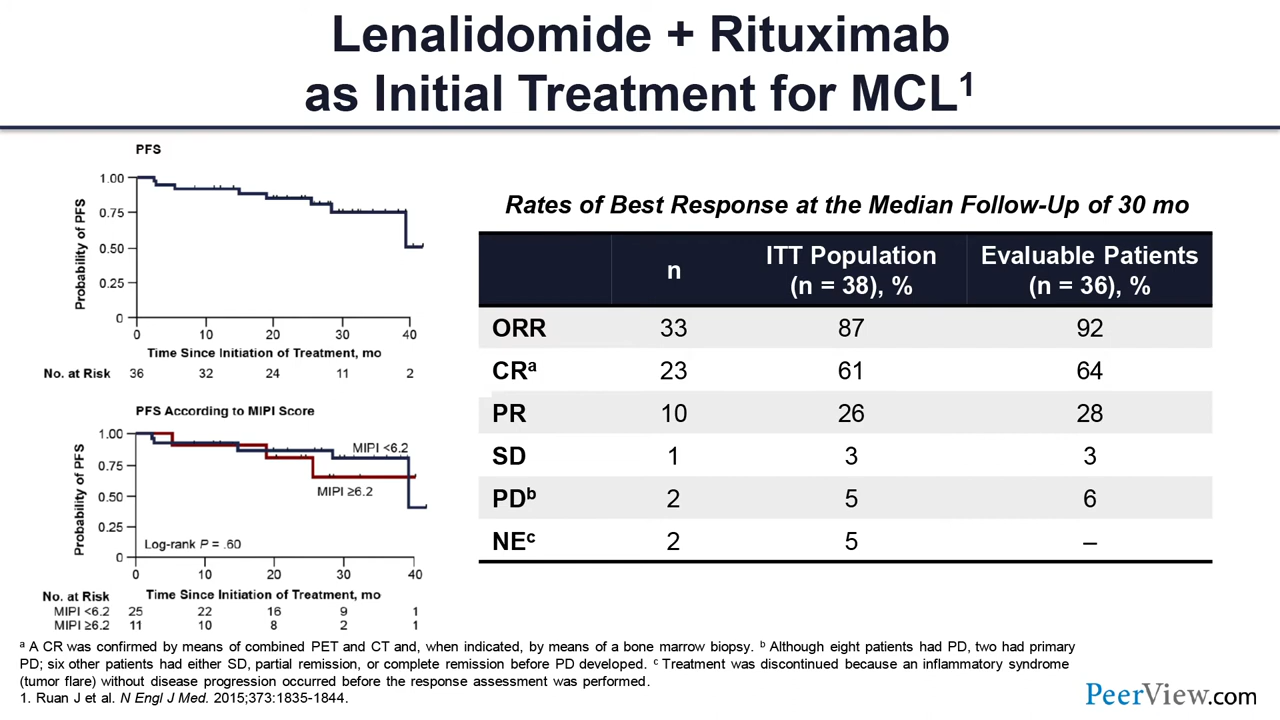 Lenalidomide + Rituximab
as Initial Treatment for MCL1
PFS
1.00
0.75
0.50
0.25
0
Probability of PFS
0 10 20 30 40
Time Since Initiation of Treatment, mo
No. at Risk 36 32 24 11 2
PFS According to MIPI Score
1.00
0.75
0.50
0.25
0
Probability of PFS
MIPI <6.2
MIPI ≥6.2
Log-rank P = .60
0 10 20 30 40
Time Since Initiation of Treatment, mo
No. at Risk
MIPI <6.2 25 22 16 9 1
MIPI ≥6.2 11 10 8 2 1
Rates of Best Response at the Median Follow-Up of 30 mo
n
ITT Population
(n = 38), %
Evaluable Patients
(n = 36), %
ORR 33 87 92
CRa 23 61 64
PR 10 26 28
SD 1 3 3
PDb 2 5 6
NEc 2 5 –
a A CR was confirmed by means of combined PET and CT and, when indicated, by means of a bone marrow biopsy. b Although eight patients had PD, two had primary
PD; six other patients had either SD, partial remission, or complete remission before PD developed. c Treatment was discontinued because an inflammatory syndrome
(tumor flare) without disease progression occurred before the response assessment was performed.
1. Ruan J et al. N Engl J Med. 2015;373:1835-1844.
PeerView.com